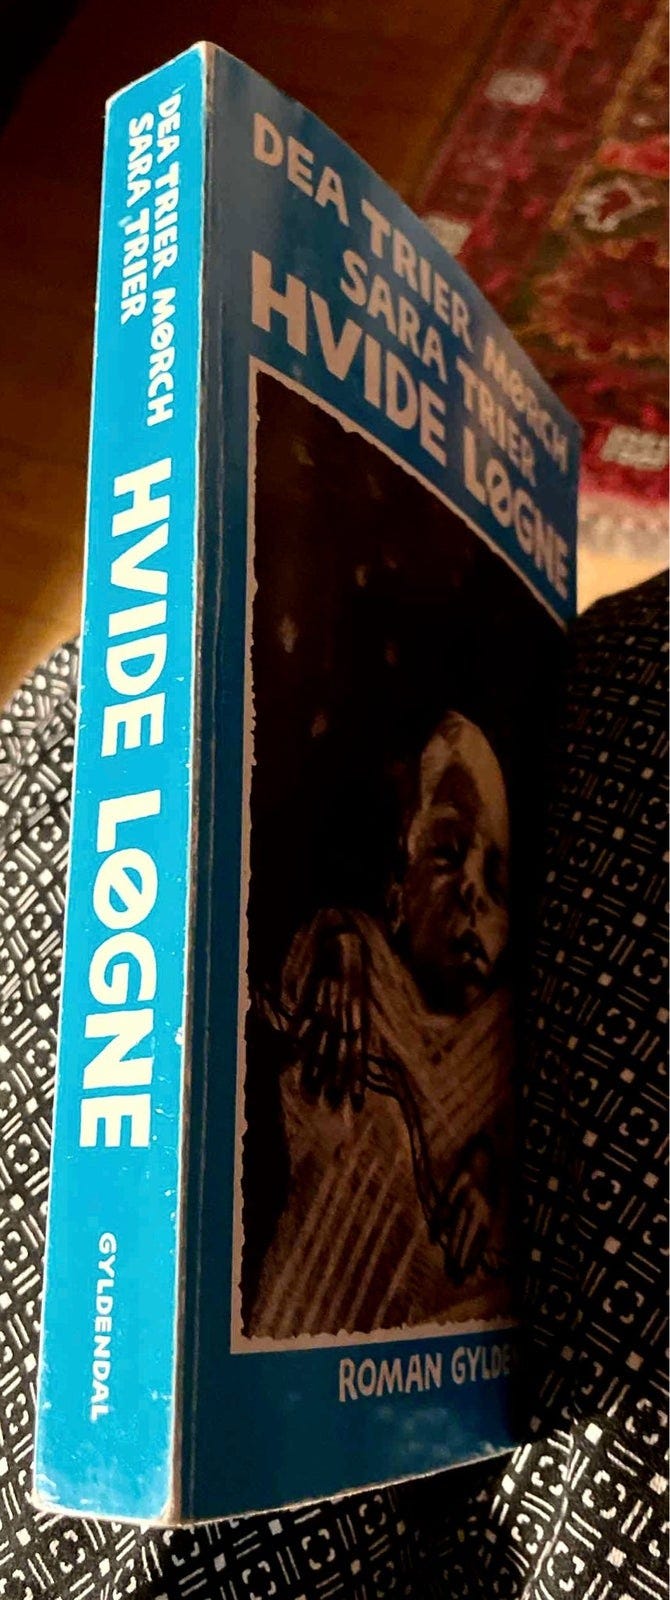 DEA TRIER MØRCH
SARA TRIER
HVIDE LØGNE
GYLDENDAL
DEA TRIER MØRCH
SARA TRIER
HVIDE LØGNE
ROMAN